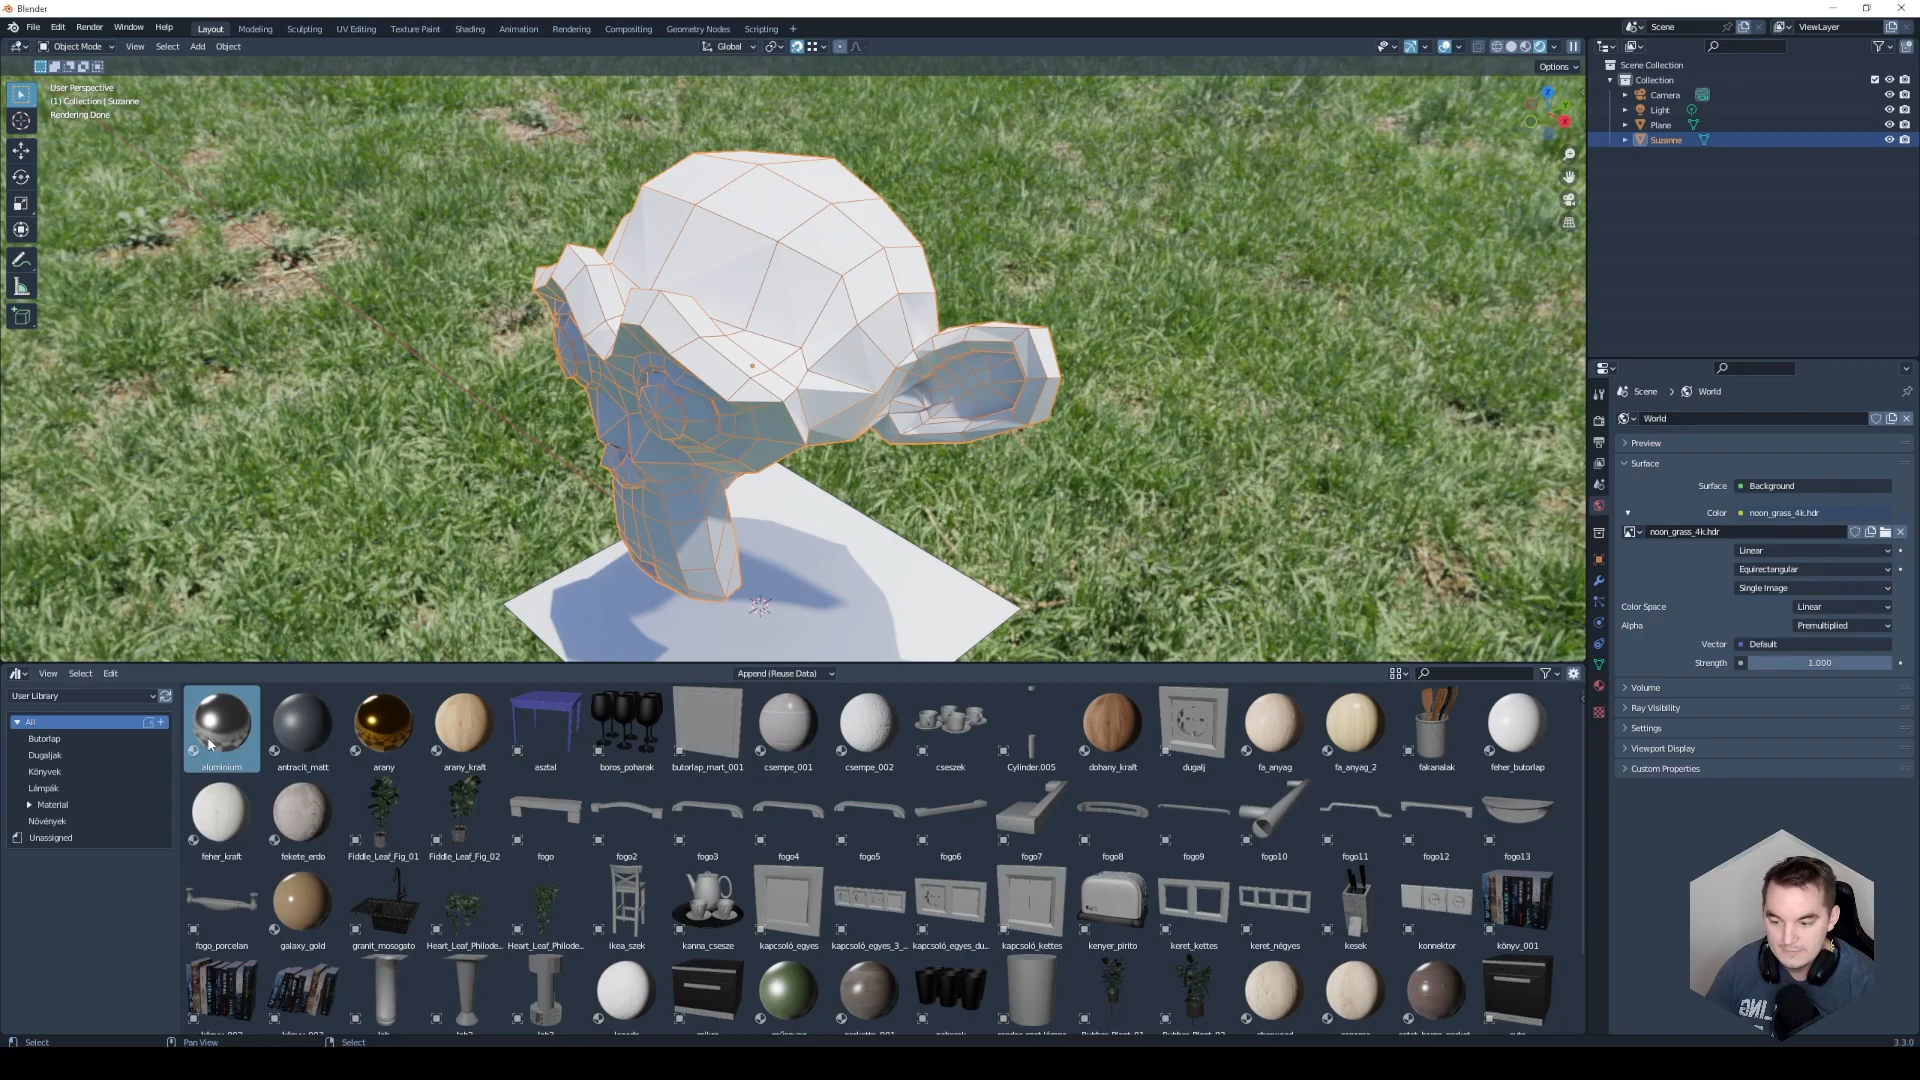 Blender
File Edit Render Window Help Layout Modeling Sculpting UV Editing Texture Paint Shading Animation Rendering Compositing Geometry Nodes Scripting + Scene ViewLayer
Object Mode View Select Add Object Global
Options
User Perspective
(1) Collection | Suzanne
Rendering Done
Z
Y
X
Scene Collection
Collection
Camera
Light
Plane
Suzanne
Scene > World
World
Preview
Surface
Surface Background
Color noon_grass_4k.hdr
noon_grass_4k.hdr
Linear
Equirectangular
Single Image
Color Space Linear
Alpha Premultiplied
Vector Default
Strength 1.000
Volume
Ray Visibility
Settings
Viewport Display
Custom Properties
View Select Edit Append (Reuse Data)
User Library
All
Butorlap
Dugaljak
Könyvek
Lámpák
Material
Növények
Unassigned
aluminium antracit_matt arany arany_kraft asztal boros_poharak butorlap_mart_001 csempe_001 csempe_002 cseszek Cylinder.005 dohany_kraft dugalj fa_anyag fa_anyag_2 fakanalak feher_butorlap
feher_kraft fekete_erdo Fiddle_Leaf_Fig_01 Fiddle_Leaf_Fig_02 fogo fogo2 fogo3 fogo4 fogo5 fogo6 fogo7 fogo8 fogo9 fogo10 fogo11 fogo12 fogo13
fogo_porcelan galaxy_gold granit_mosogato Heart_Leaf_Philode... Heart_Leaf_Philode... ikea_szek kanna_csesze kapcsoló_egyes kapcsoló_egyes_3_... kapcsoló_egyes_du... kapcsoló_kettes kenyer_pirito keret_kettes keret_négyes kesek konnektor könyv_001
Select Pan View Select 3.3.0